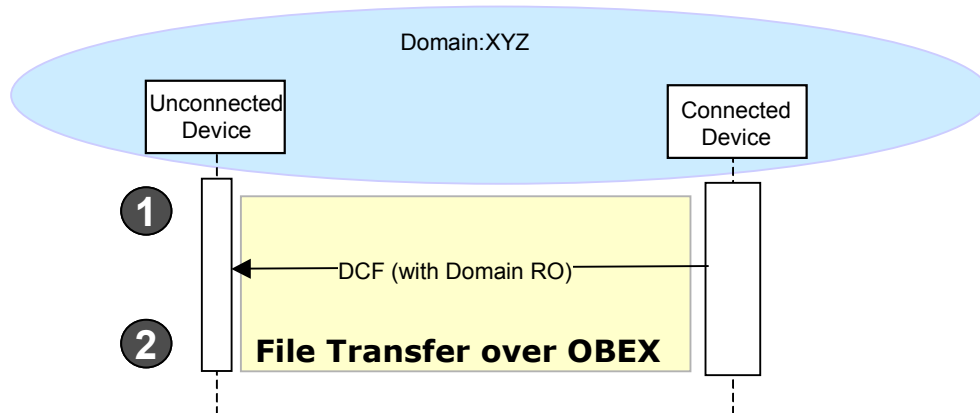 Domain:XYZ
Unconnected
Device
Connected
Device
1
DCF (with Domain RO)
2
File Transfer over OBEX